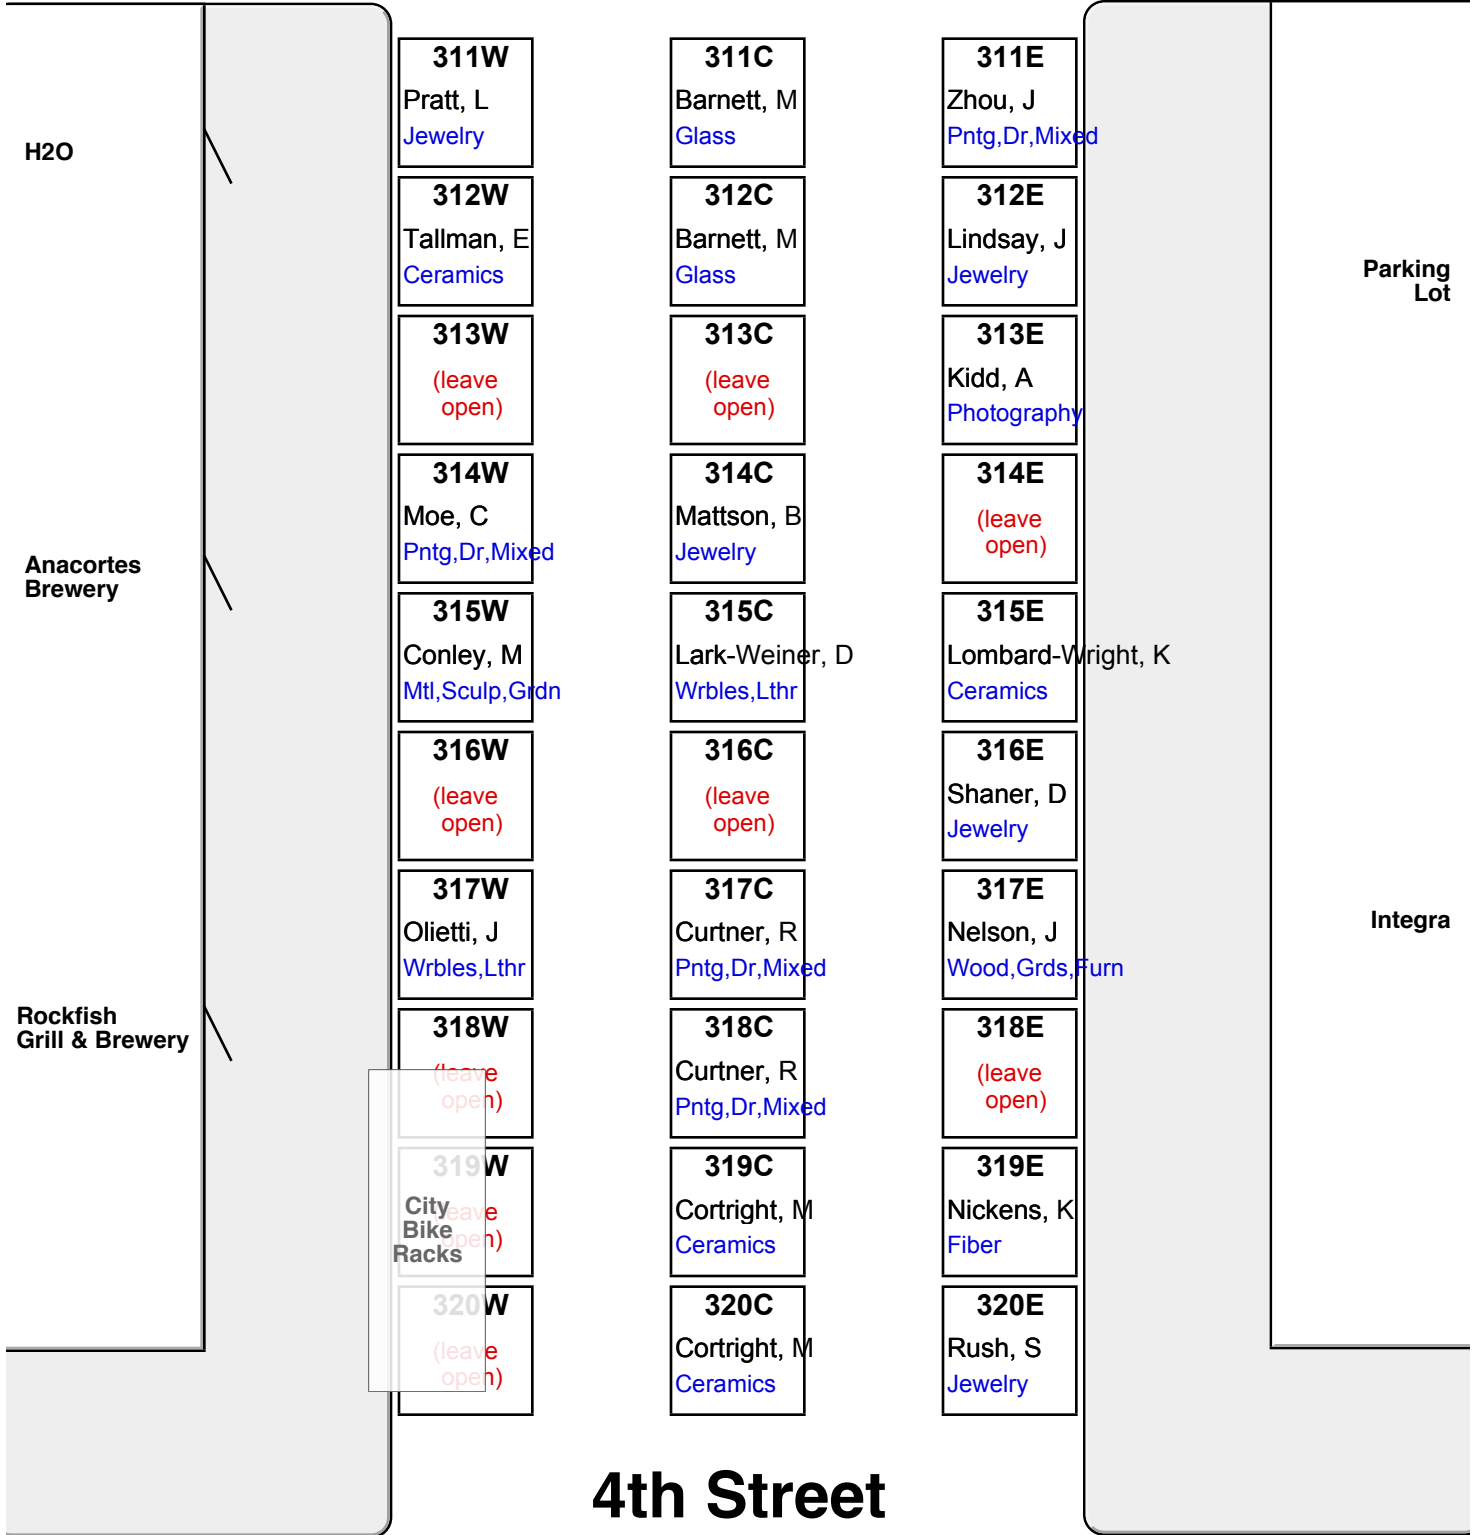 311W
Pratt, L
Jewelry
311C
Barnett, M
Glass
311E
Zhou, J
Pntg,Dr,Mixed
H2O
312W
Tallman, E
Ceramics
312C
Barnett, M
Glass
312E
Lindsay, J
Jewelry
Parking
Lot
313W
(leave
open)
313C
(leave
open)
313E
Kidd, A
Photography
314W
Moe, C
Pntg,Dr,Mixed
314C
Mattson, B
Jewelry
314E
(leave
open)
Anacortes
Brewery
315W
Conley, M
Mtl,Sculp,Grdn
315C
Lark-Weiner, D
Wrbles,Lthr
315E
Lombard-Wright, K
Ceramics
316W
(leave
open)
316C
(leave
open)
316E
Shaner, D
Jewelry
317W
Olietti, J
Wrbles,Lthr
317C
Curtner, R
Pntg,Dr,Mixed
317E
Nelson, J
Wood,Grds,Furn
Integra
Rockfish
Grill & Brewery
318W
(leave
open)
318C
Curtner, R
Pntg,Dr,Mixed
318E
(leave
open)
319W
(leave
open)
City
Bike
Racks
319C
Cortright, M
Ceramics
319E
Nickens, K
Fiber
320W
(leave
open)
320C
Cortright, M
Ceramics
320E
Rush, S
Jewelry
4th Street